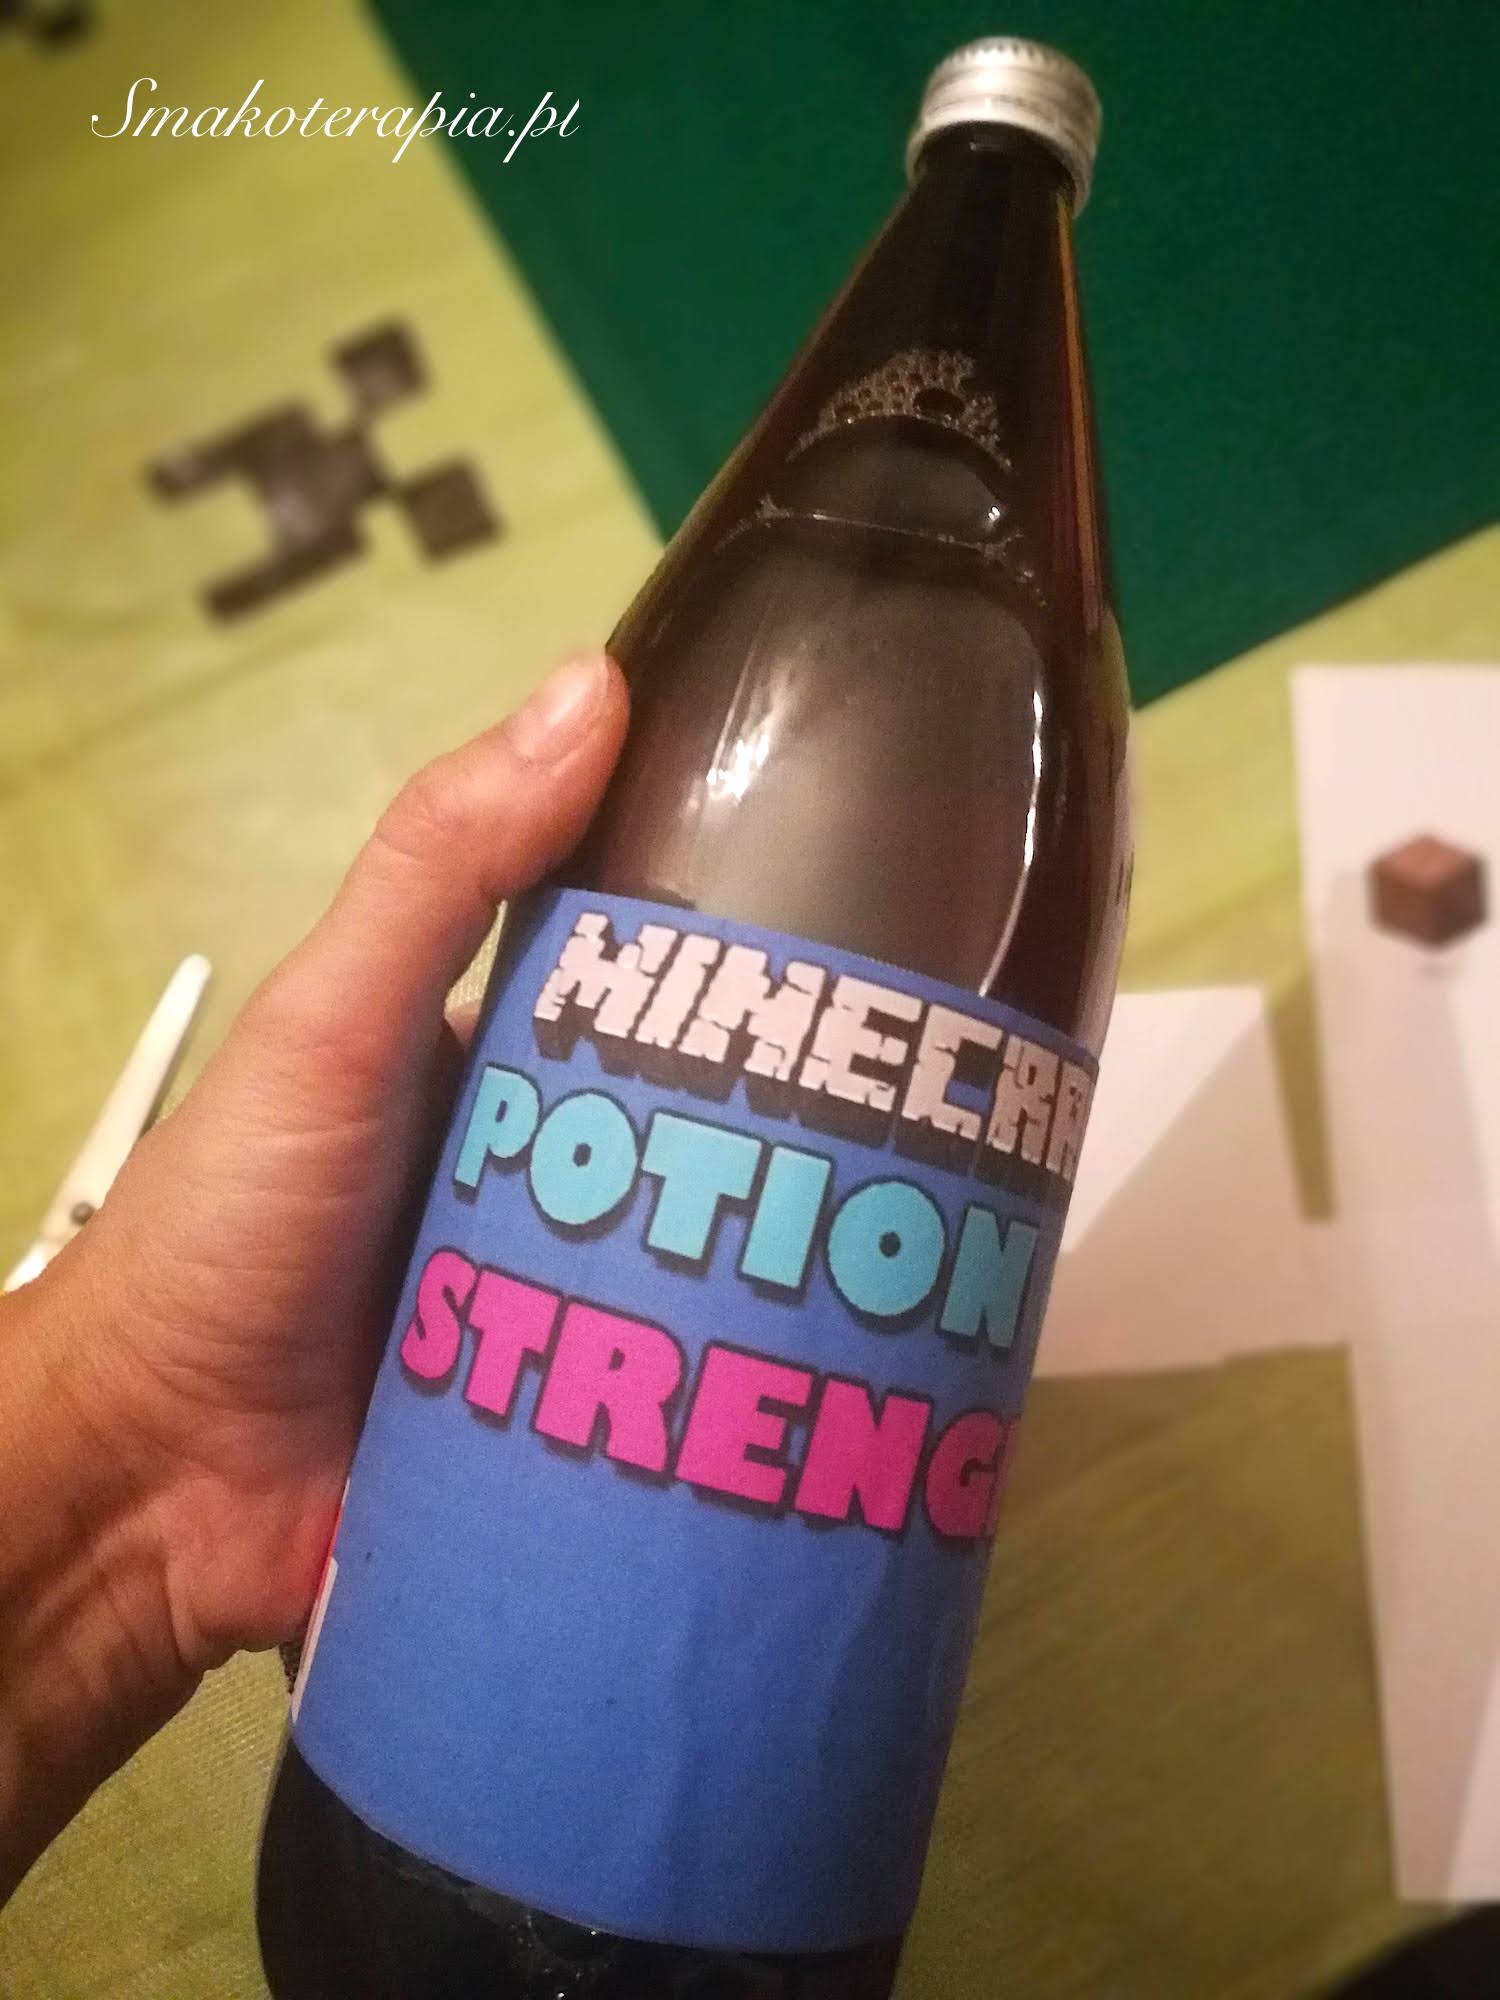 Smakoterapia.pl
MINECRA
POTION
STRENG